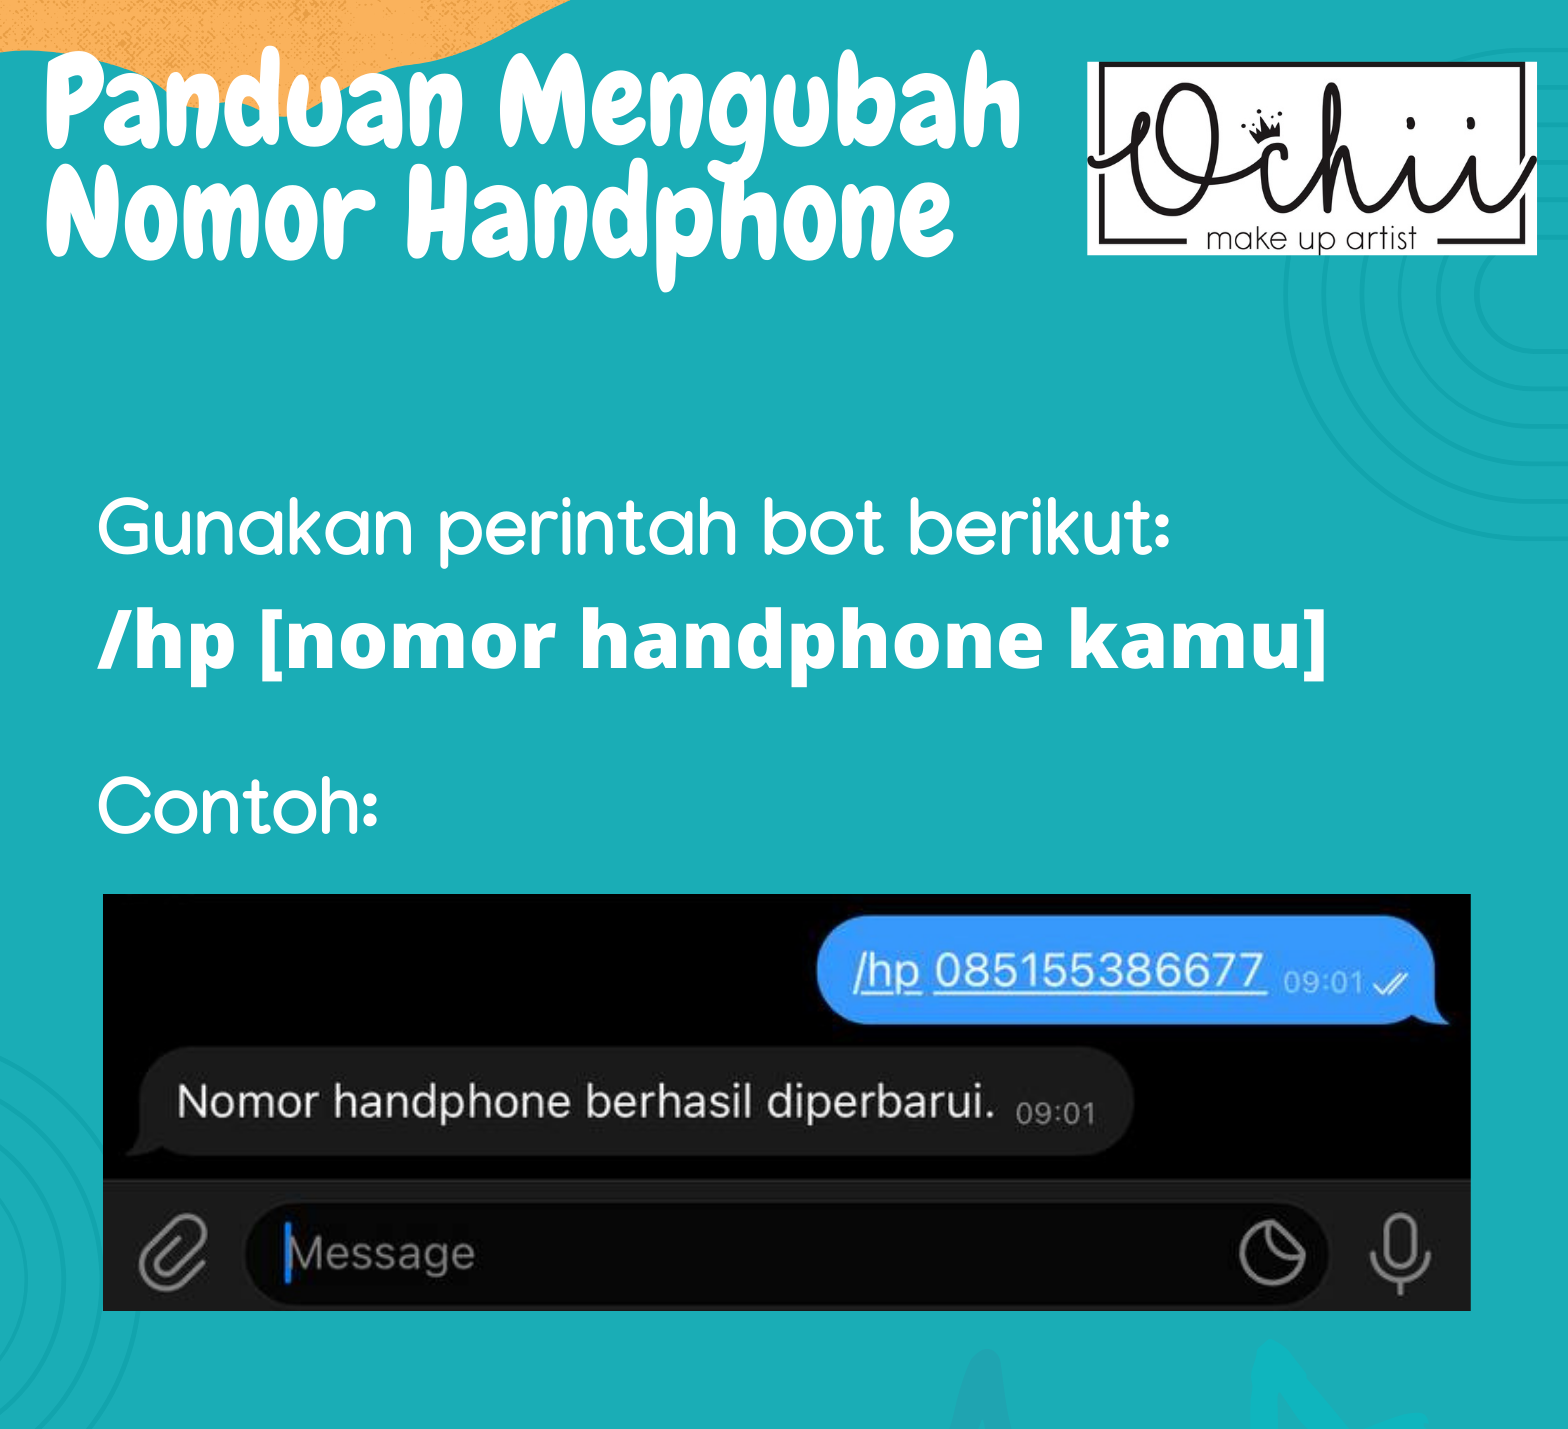 Panduan Mengubah
Nomor Handphone
Ochii
make up artist
Gunakan perintah bot berikut:
/hp [nomor handphone kamu]
Contoh:
/hp 085155386677 09:01
Nomor handphone berhasil diperbarui. 09:01
Message